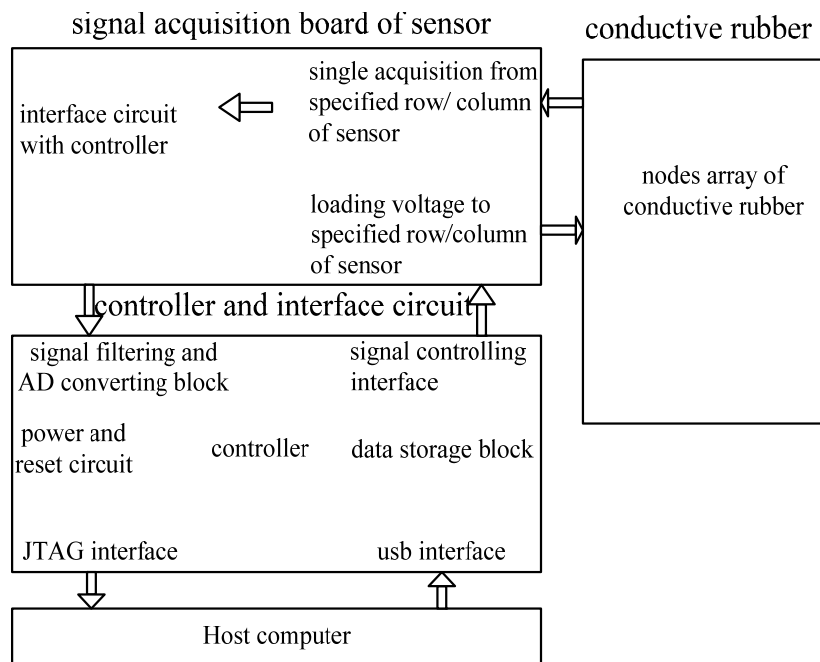 signal acquisition board of sensor
conductive rubber
single acquisition from
specified row/ column
of sensor
interface circuit
with controller
nodes array of
conductive rubber
loading voltage to
specified row/column
of sensor
controller and interface circuit
signal filtering and
AD converting block
signal controlling
interface
power and
reset circuit
controller
data storage block
JTAG interface
usb interface
Host computer